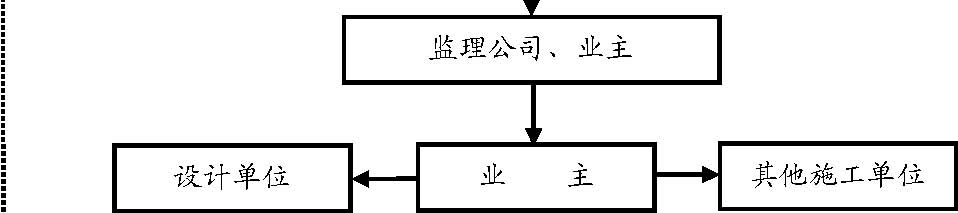 监理公司、业主
设计单位
业 主
其他施工单位